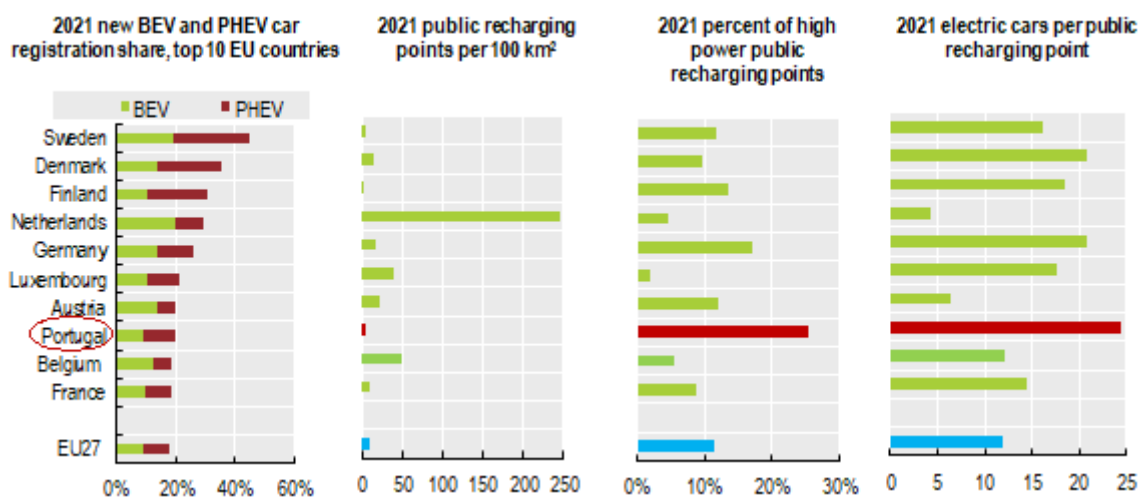 2021 new BEV and PHEV car
registration share, top 10 EU countries
BEV
PHEV
Sweden
Denmark
Finland
Netherlands
Germany
Luxembourg
Austria
Portugal
Belgium
France
EU27
0% 20% 40% 60%
2021 public recharging
points per 100 km²
0 50 100 150 200 250
2021 percent of high
power public
recharging points
0% 10% 20% 30%
2021 electric cars per public
recharging point
0 5 10 15 20 25